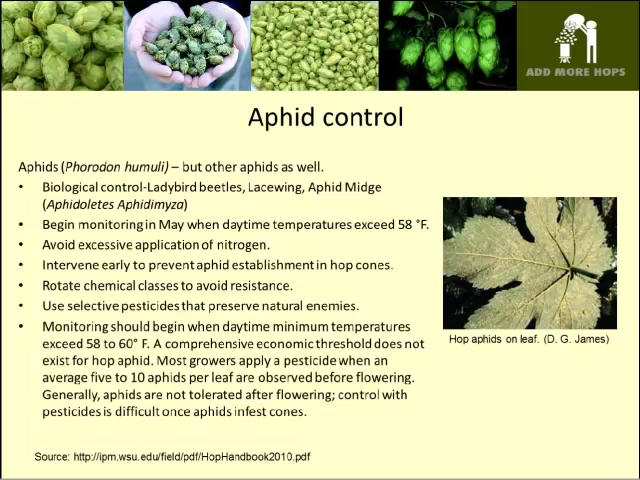 ADD MORE HOPS
Aphid control
Aphids (Phorodon humuli) – but other aphids as well.
• Biological control-Ladybird beetles, Lacewing, Aphid Midge
(Aphidoletes Aphidimyza)
• Begin monitoring in May when daytime temperatures exceed 58 °F.
• Avoid excessive application of nitrogen.
• Intervene early to prevent aphid establishment in hop cones.
• Rotate chemical classes to avoid resistance.
• Use selective pesticides that preserve natural enemies.
• Monitoring should begin when daytime minimum temperatures
exceed 58 to 60° F. A comprehensive economic threshold does not
exist for hop aphid. Most growers apply a pesticide when an
average five to 10 aphids per leaf are observed before flowering.
Generally, aphids are not tolerated after flowering; control with
pesticides is difficult once aphids infest cones.
Hop aphids on leaf. (D. G. James)
Source: http://ipm.wsu.edu/field/pdf/HopHandbook2010.pdf